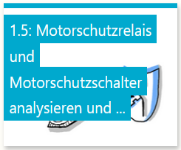 1.5: Motorschutzrelais
und
Motorschutzschalter
analysieren und ...